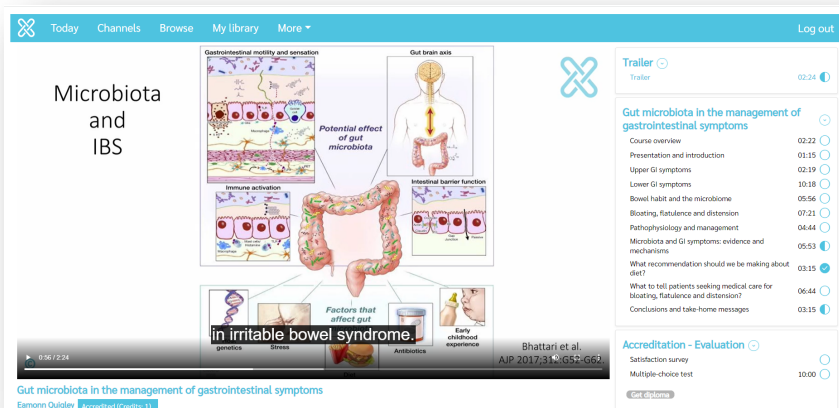 Today Channels Browse My library More Log out
Microbiota
and
IBS
Gastrointestinal motility and sensation
Gut brain axis
Potential effect
of gut
microbiota
Immune activation
Intestinal barrier function
Factors that
affect gut
genetics
Stress
Antibiotics
Early
childhood
experience
in irritable bowel syndrome.
Bhattari et al.
AJP 2017;312:G52-G62.
0:56 / 2:24
Gut microbiota in the management of gastrointestinal symptoms
Eamonn Quigley Accredited (Credits: 1)
Trailer
Trailer 02:24
Gut microbiota in the management of
gastrointestinal symptoms
Course overview 02:22
Presentation and introduction 01:15
Upper GI symptoms 02:19
Lower GI symptoms 10:18
Bowel habit and the microbiome 05:56
Bloating, flatulence and distension 07:21
Pathophysiology and management 04:44
Microbiota and GI symptoms: evidence and
mechanisms 05:53
What recommendation should we be making about
diet? 03:15
What to tell patients seeking medical care for
bloating, flatulence and distension? 06:44
Conclusions and take-home messages 03:15
Accreditation - Evaluation
Satisfaction survey
Multiple-choice test 10:00
Get diploma